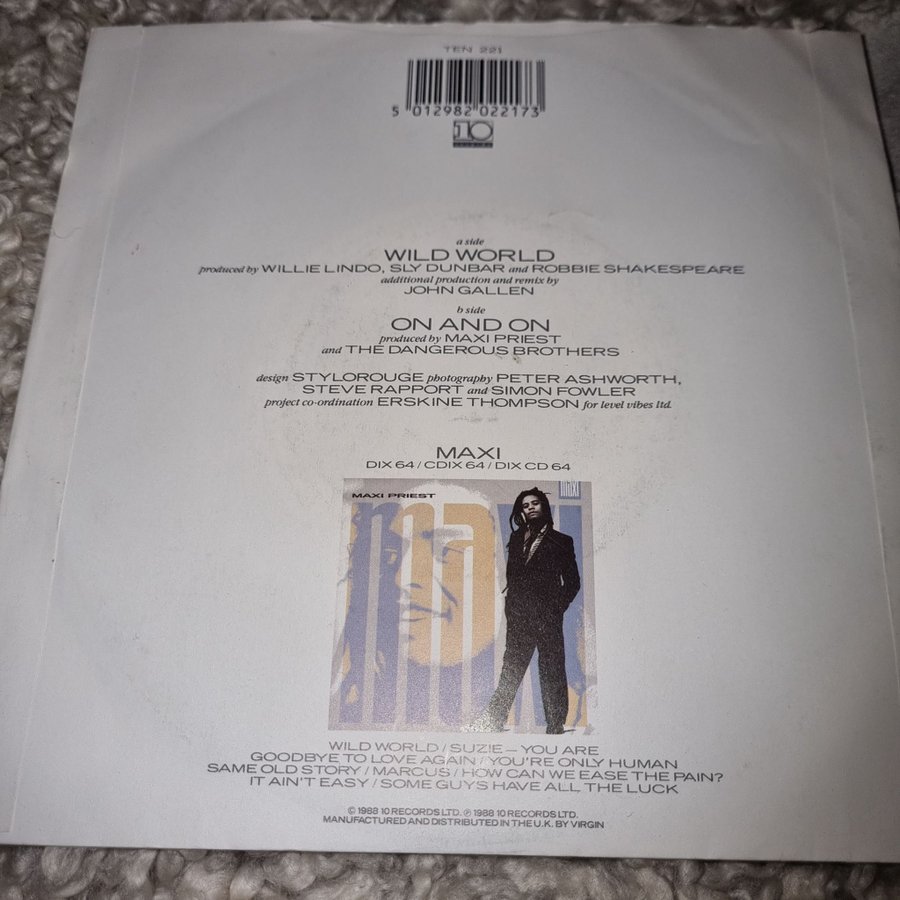 TEN 221
5 012982 022173
10
a side
WILD WORLD
produced by WILLIE LINDO, SLY DUNBAR and ROBBIE SHAKESPEARE
additional production and remix by
JOHN GALLEN
b side
ON AND ON
produced by MAXI PRIEST
and THE DANGEROUS BROTHERS
design STYLOROUGE photography PETER ASHWORTH,
STEVE RAPPORT and SIMON FOWLER
project co-ordination ERSKINE THOMPSON for level vibes ltd.
MAXI
DIX 64 / CDIX 64 / DIX CD 64
MAXI PRIEST
maxi
maxi
WILD WORLD / SUZIE – YOU ARE
GOODBYE TO LOVE AGAIN / YOU'RE ONLY HUMAN
SAME OLD STORY / MARCUS / HOW CAN WE EASE THE PAIN?
IT AIN'T EASY / SOME GUYS HAVE ALL THE LUCK
© 1988 10 RECORDS LTD. ℗ 1988 10 RECORDS LTD.
MANUFACTURED AND DISTRIBUTED IN THE U.K. BY VIRGIN